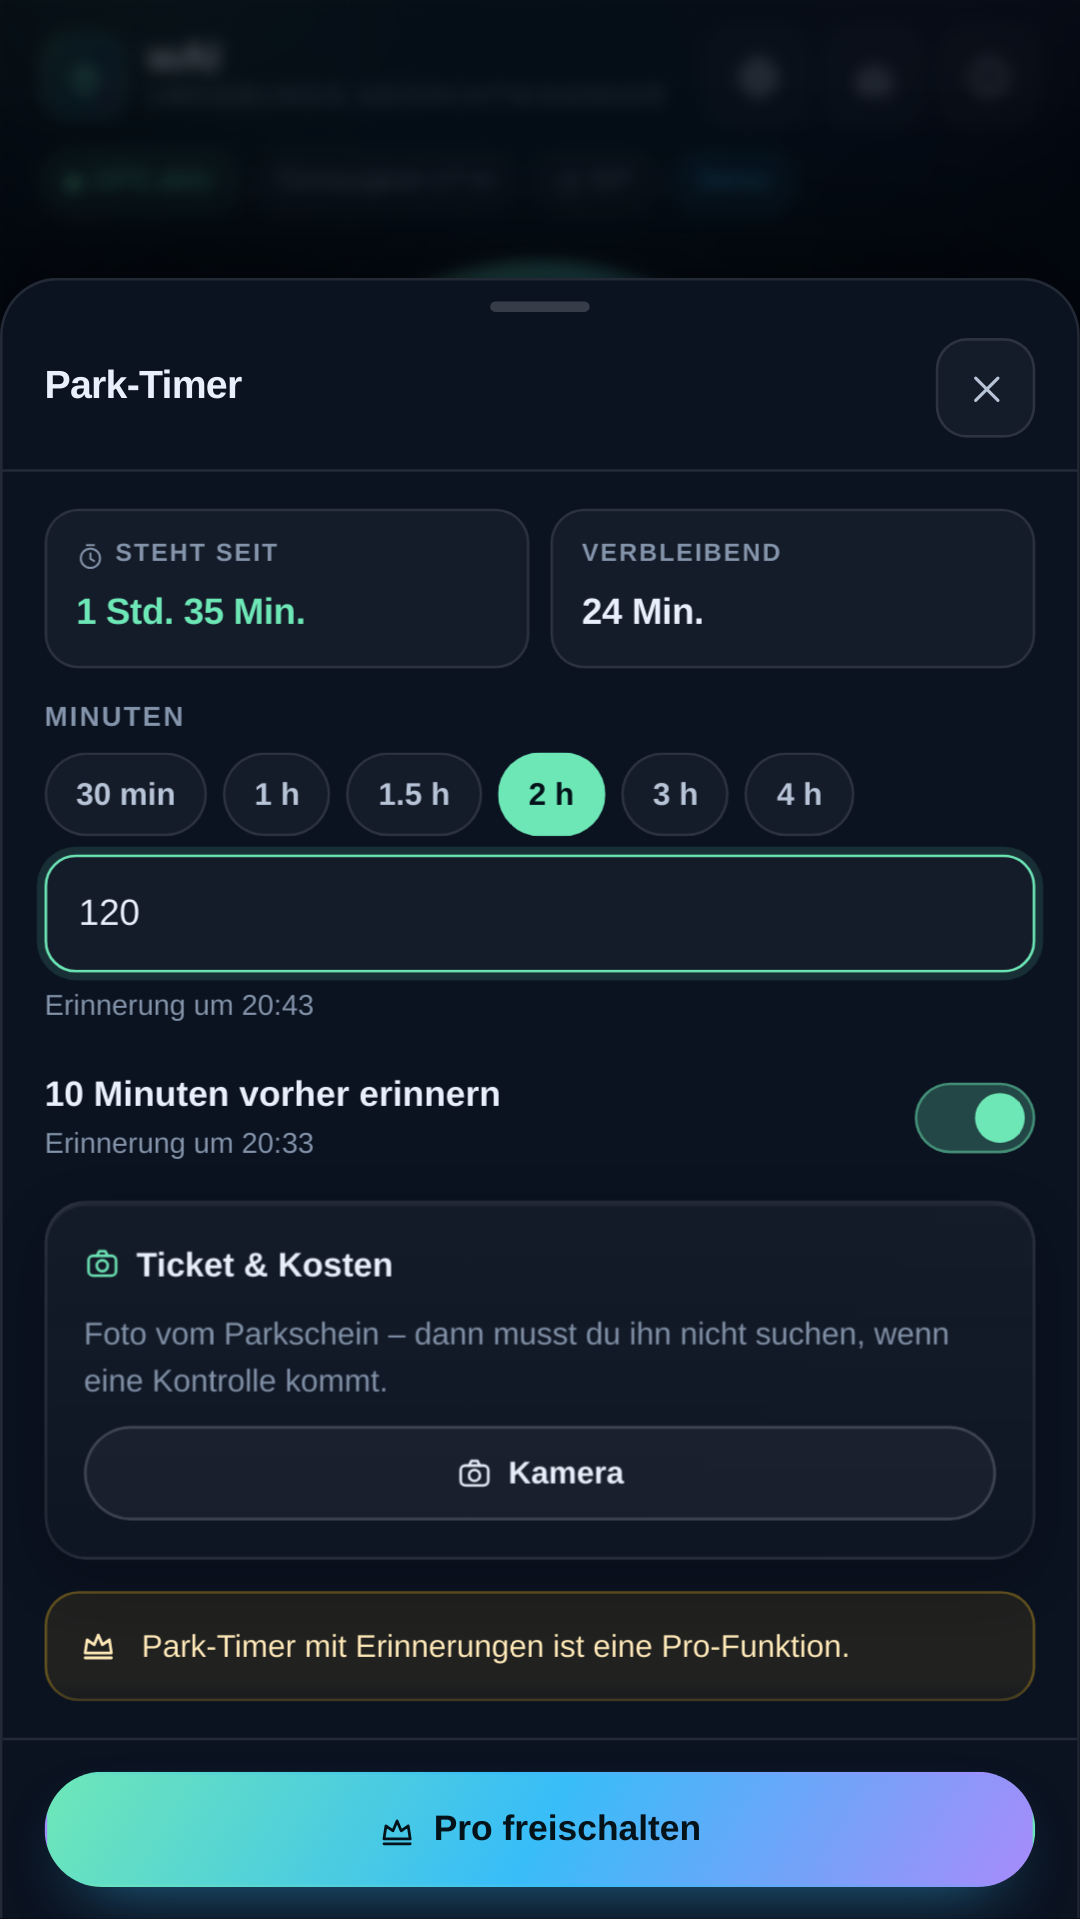 Park-Timer
STEHT SEIT
1 Std. 35 Min.
VERBLEIBEND
24 Min.
MINUTEN
30 min
1 h
1.5 h
2 h
3 h
4 h
120
Erinnerung um 20:43
10 Minuten vorher erinnern
Erinnerung um 20:33
Ticket & Kosten
Foto vom Parkschein – dann musst du ihn nicht suchen, wenn
eine Kontrolle kommt.
Kamera
Park-Timer mit Erinnerungen ist eine Pro-Funktion.
Pro freischalten